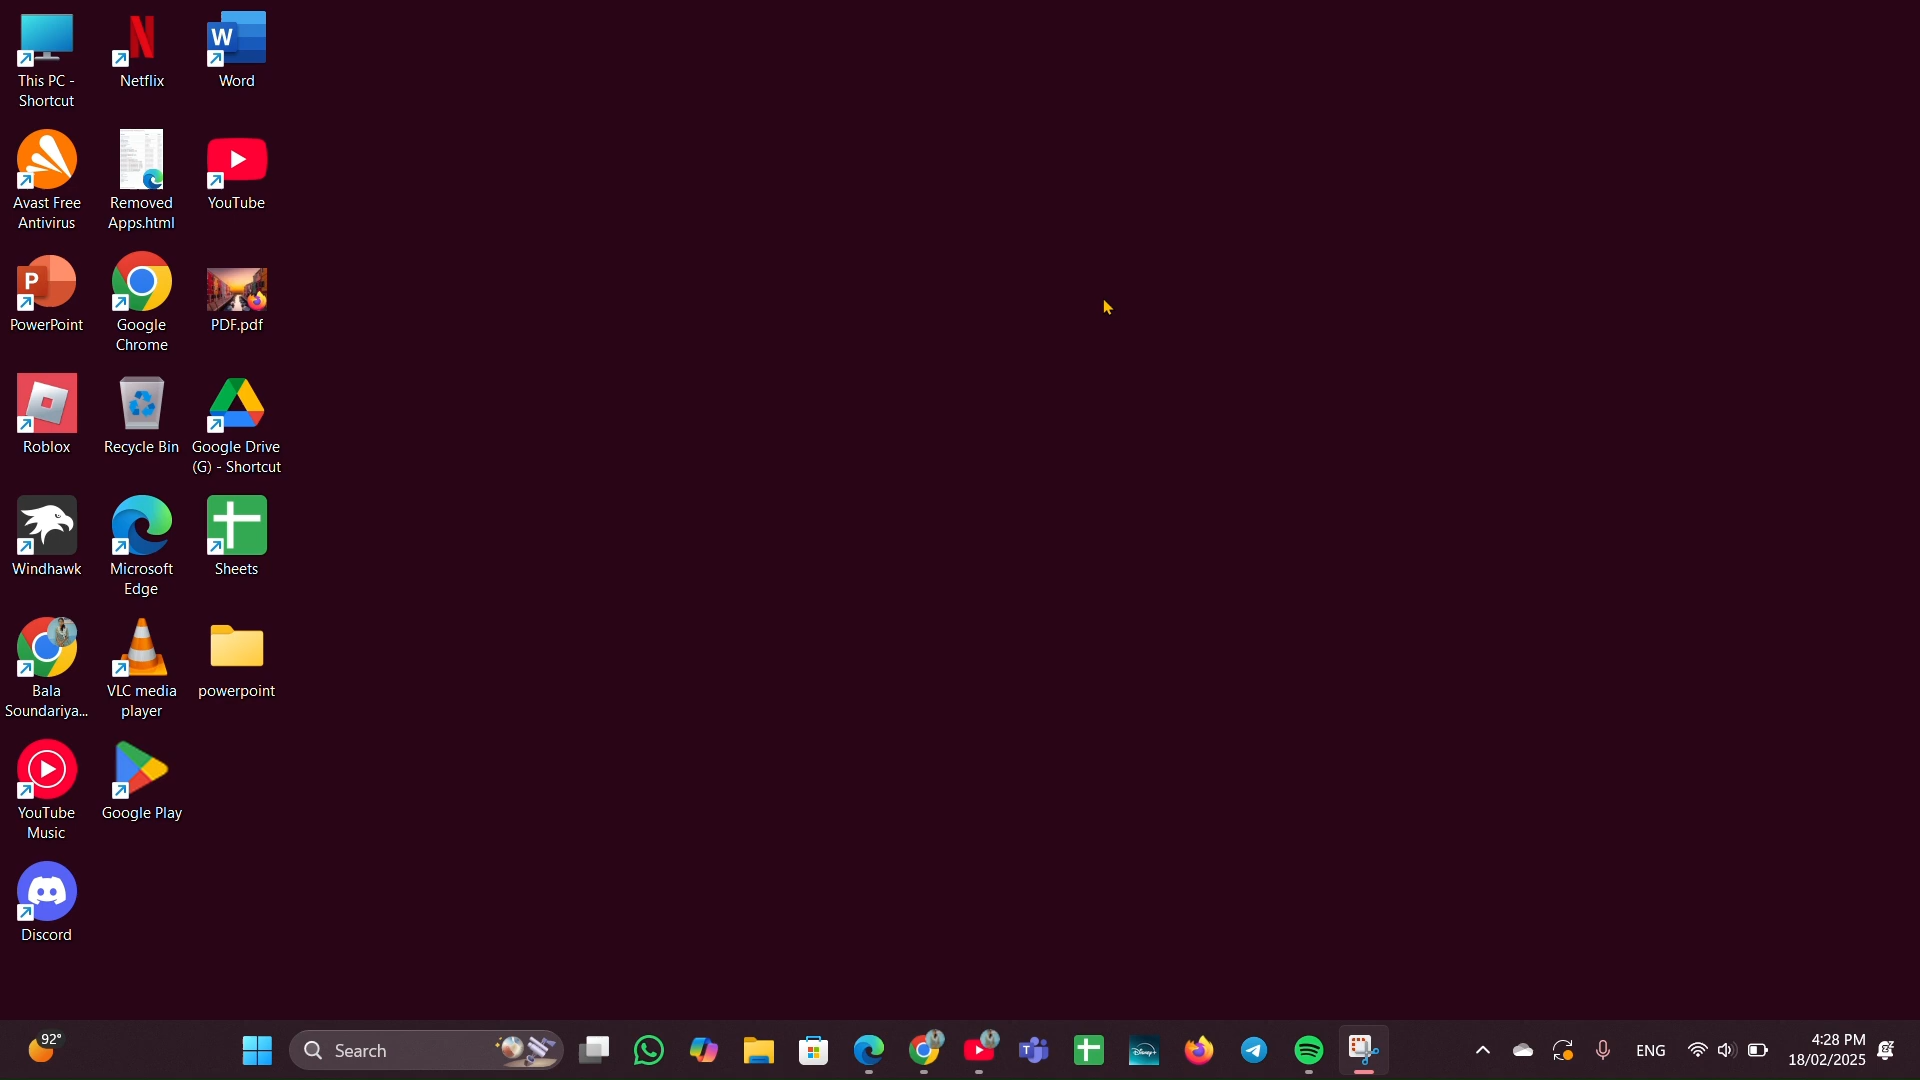 This PC -
Shortcut
Netflix
W
Word
Avast Free
Antivirus
Removed
Apps.html
YouTube
P
PowerPoint
Google
Chrome
PDF.pdf
Roblox
Recycle Bin
Google Drive
(G) - Shortcut
Windhawk
Microsoft
Edge
Sheets
Bala
Soundariya...
VLC media
player
powerpoint
YouTube
Music
Google Play
Discord
92°
Search
Disney+
ENG
4:28 PM
18/02/2025